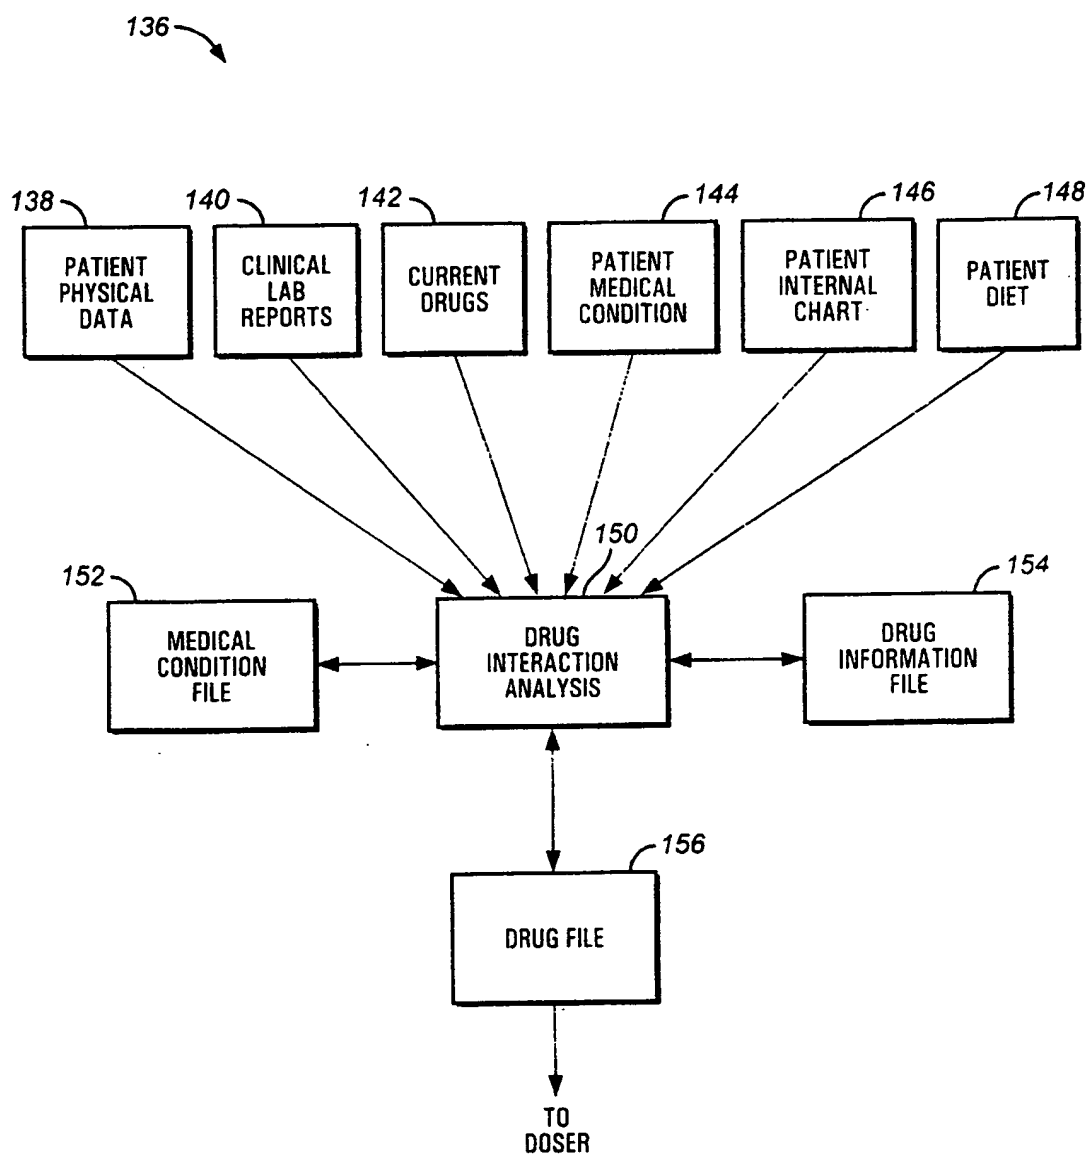 136
138
140
142
144
146
148
PATIENT
PHYSICAL
DATA
CLINICAL
LAB
REPORTS
CURRENT
DRUGS
PATIENT
MEDICAL
CONDITION
PATIENT
INTERNAL
CHART
PATIENT
DIET
150
152
154
MEDICAL
CONDITION
FILE
DRUG
INTERACTION
ANALYSIS
DRUG
INFORMATION
FILE
156
DRUG FILE
TO
DOSER